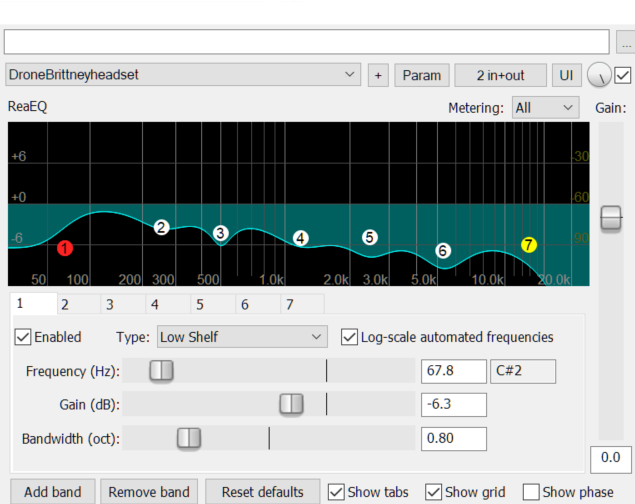 ...
DroneBrittneyheadset + Param 2 in+out UI
ReaEQ Metering: All Gain:
+6 -30
+0 -60
-6 1 2 3 4 5 6 7 -90
50 100 200 300 500 1.0k 2.0k 3.0k 5.0k 10.0k 20.0k
1 2 3 4 5 6 7
Enabled Type: Low Shelf Log-scale automated frequencies
Frequency (Hz): 67.8 C#2
Gain (dB): -6.3
Bandwidth (oct): 0.80
0.0
Add band Remove band Reset defaults Show tabs Show grid Show phase